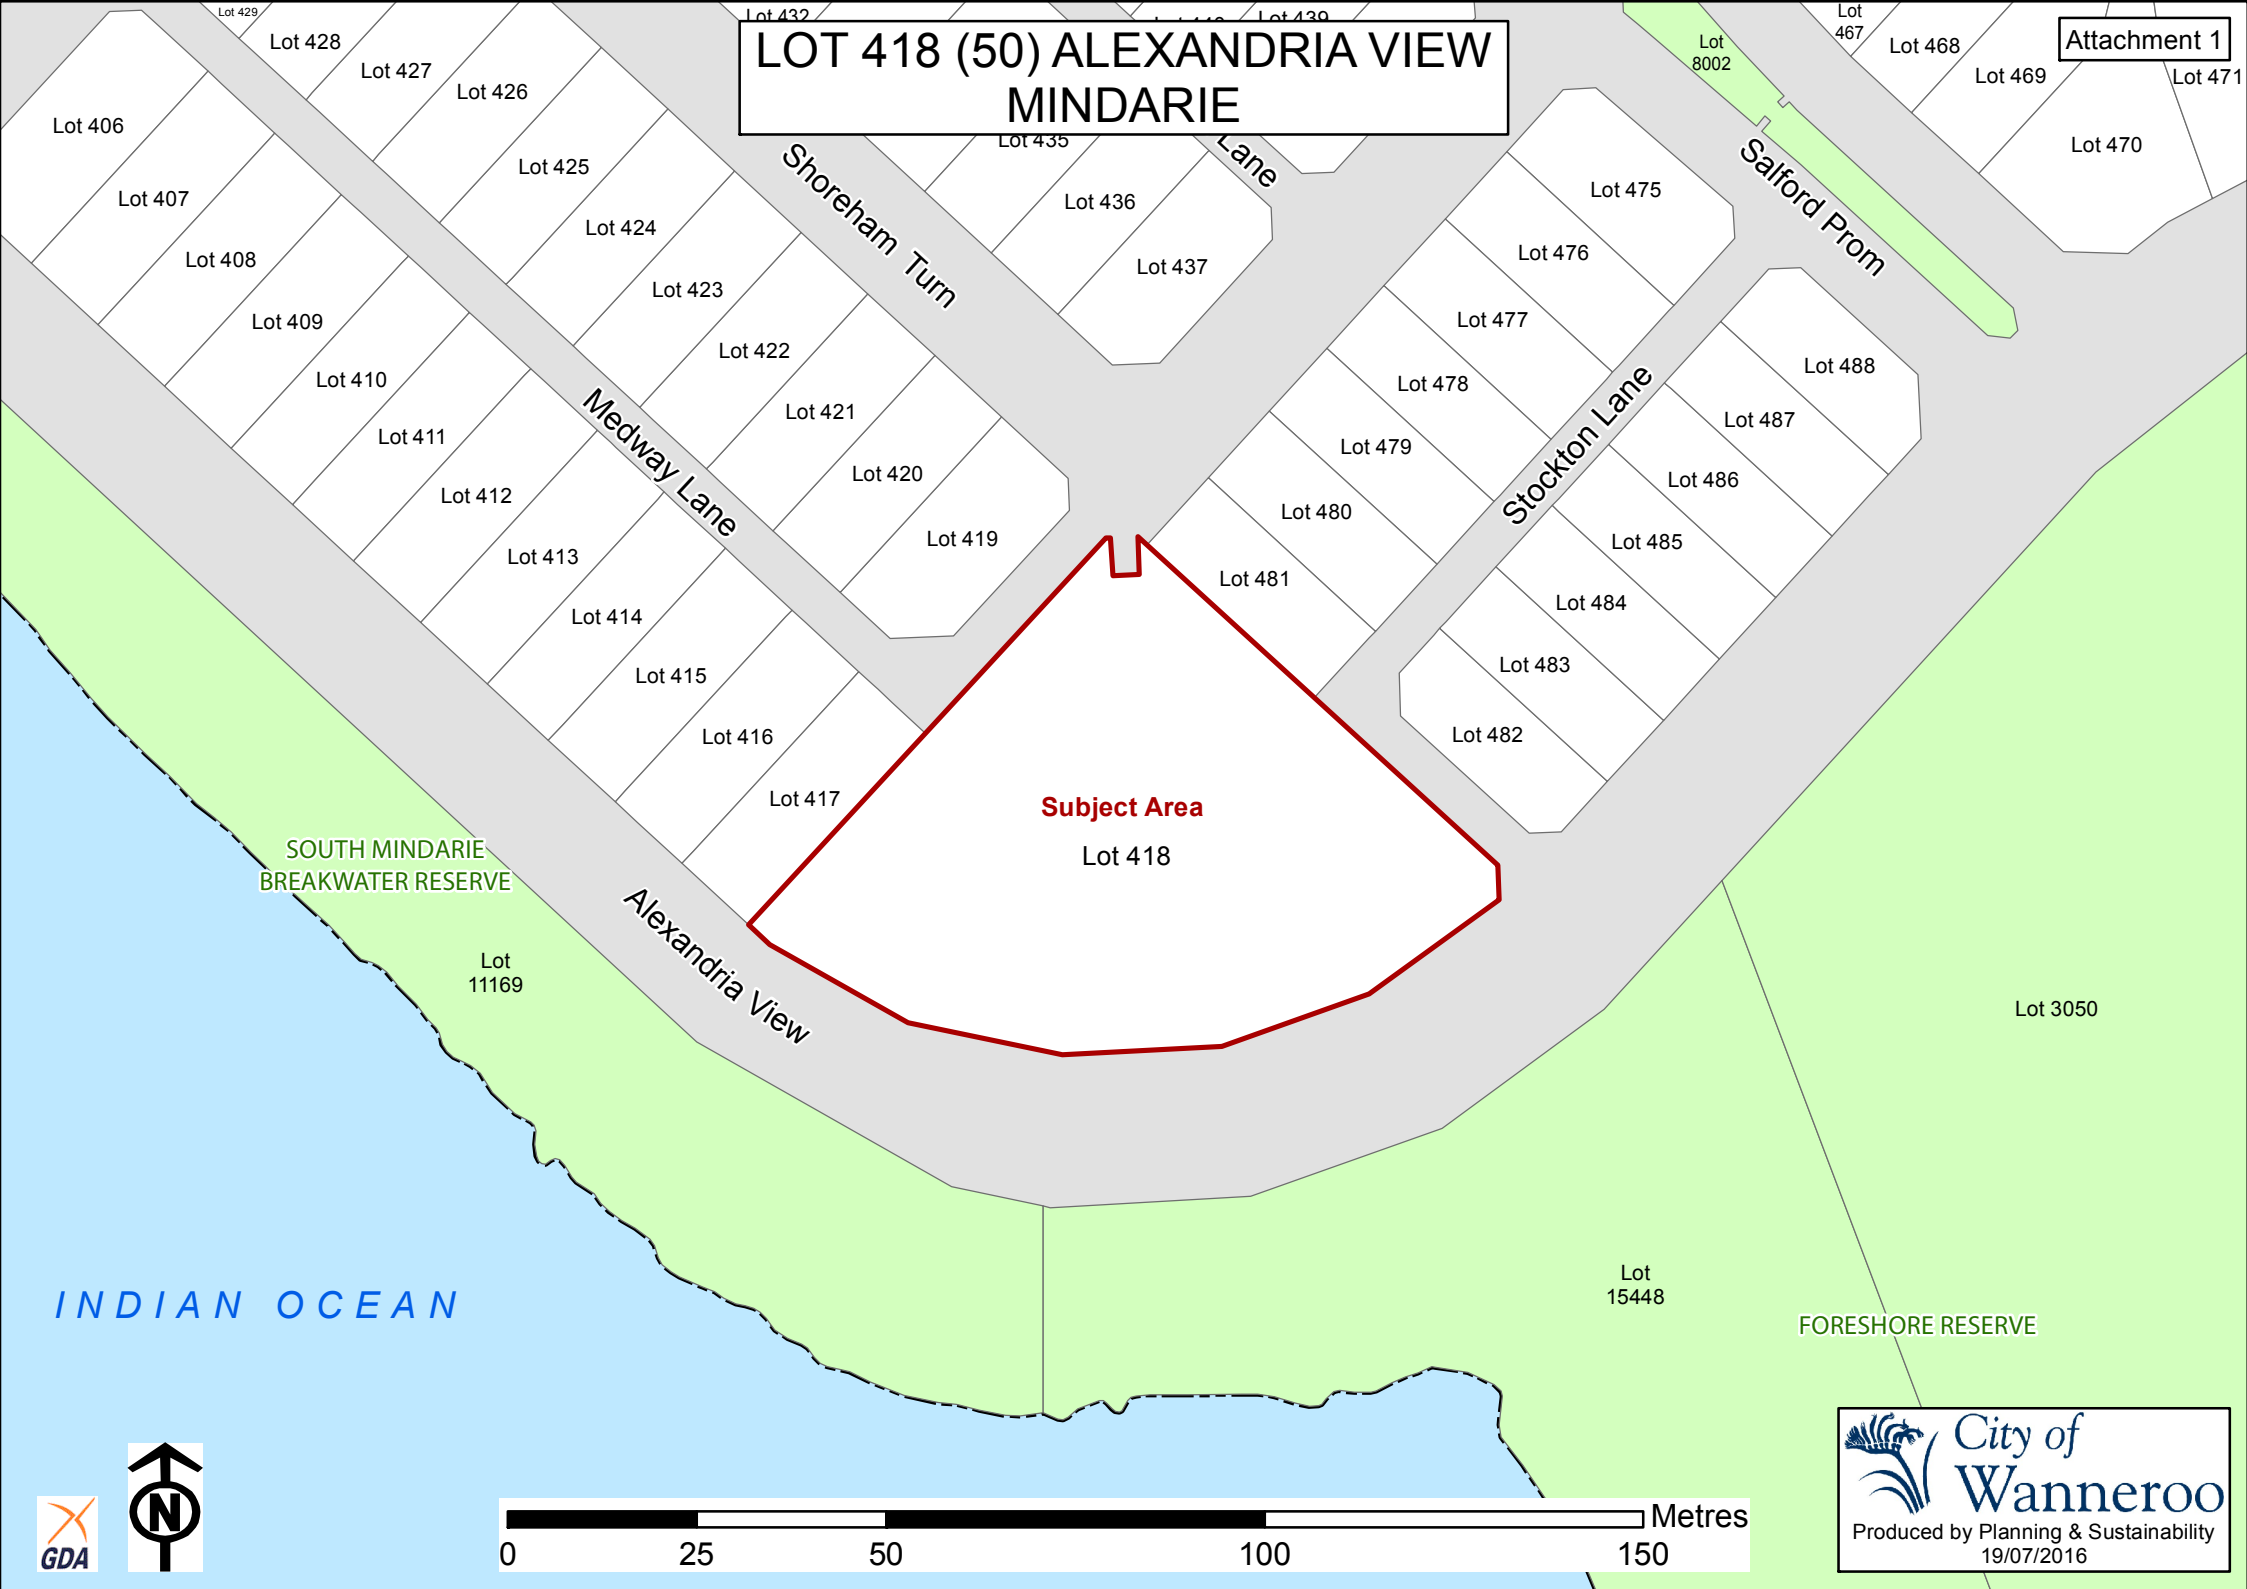 LOT 418 (50) ALEXANDRIA VIEW
MINDARIE
Attachment 1
Lot 429
Lot 428
Lot 427
Lot 426
Lot 425
Lot 424
Lot 423
Lot 422
Lot 421
Lot 420
Lot 419
Lot 432
Lot 439
Lot 435
Lot 436
Lot 437
Lane
Shoreham Turn
Lot
8002
Salford Prom
Lot
467
Lot 468
Lot 469
Lot 470
Lot 471
Lot 406
Lot 407
Lot 408
Lot 409
Lot 410
Lot 411
Lot 412
Lot 413
Lot 414
Lot 415
Lot 416
Lot 417
Medway Lane
Lot 475
Lot 476
Lot 477
Lot 478
Lot 479
Lot 480
Lot 481
Stockton Lane
Lot 488
Lot 487
Lot 486
Lot 485
Lot 484
Lot 483
Lot 482
Subject Area
Lot 418
SOUTH MINDARIE
BREAKWATER RESERVE
Lot
11169
Alexandria View
Lot 3050
Lot
15448
FORESHORE RESERVE
INDIAN OCEAN
GDA
N
0 25 50 100 150
Metres
City of
Wanneroo
Produced by Planning & Sustainability
19/07/2016